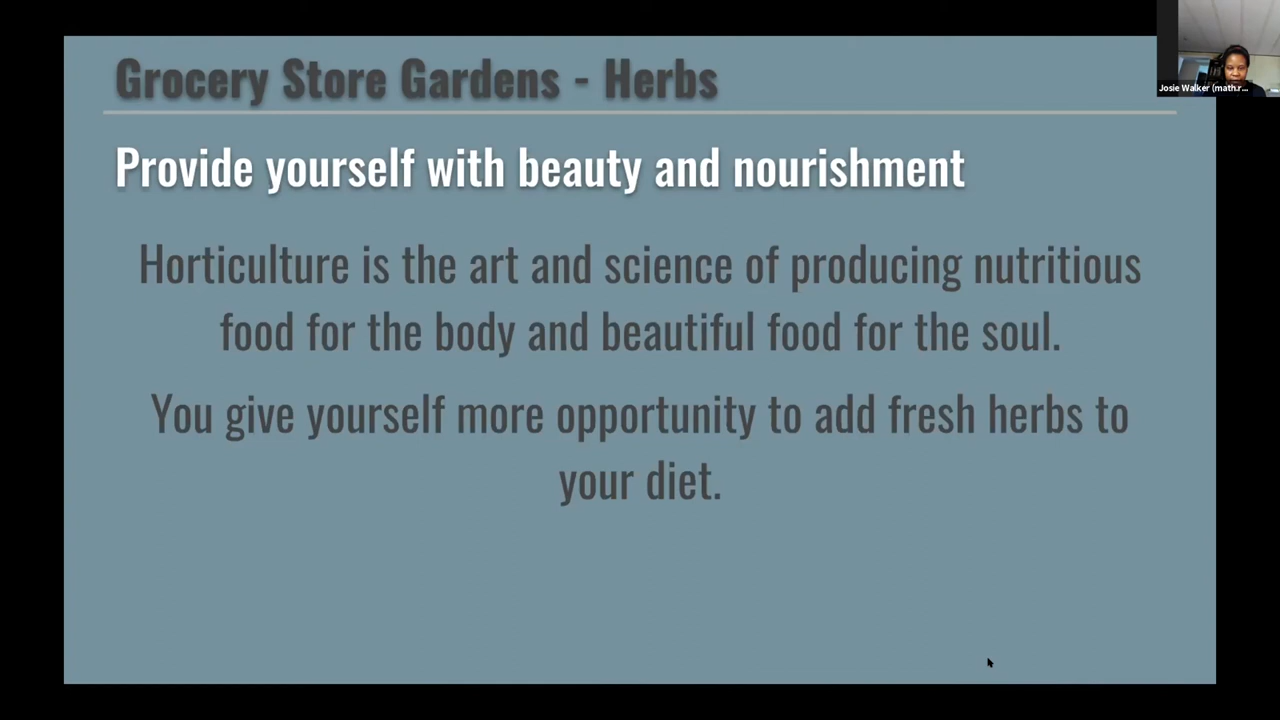 Grocery Store Gardens - Herbs
Josie Walker (math.r...
Provide yourself with beauty and nourishment
Horticulture is the art and science of producing nutritious
food for the body and beautiful food for the soul.
You give yourself more opportunity to add fresh herbs to
your diet.